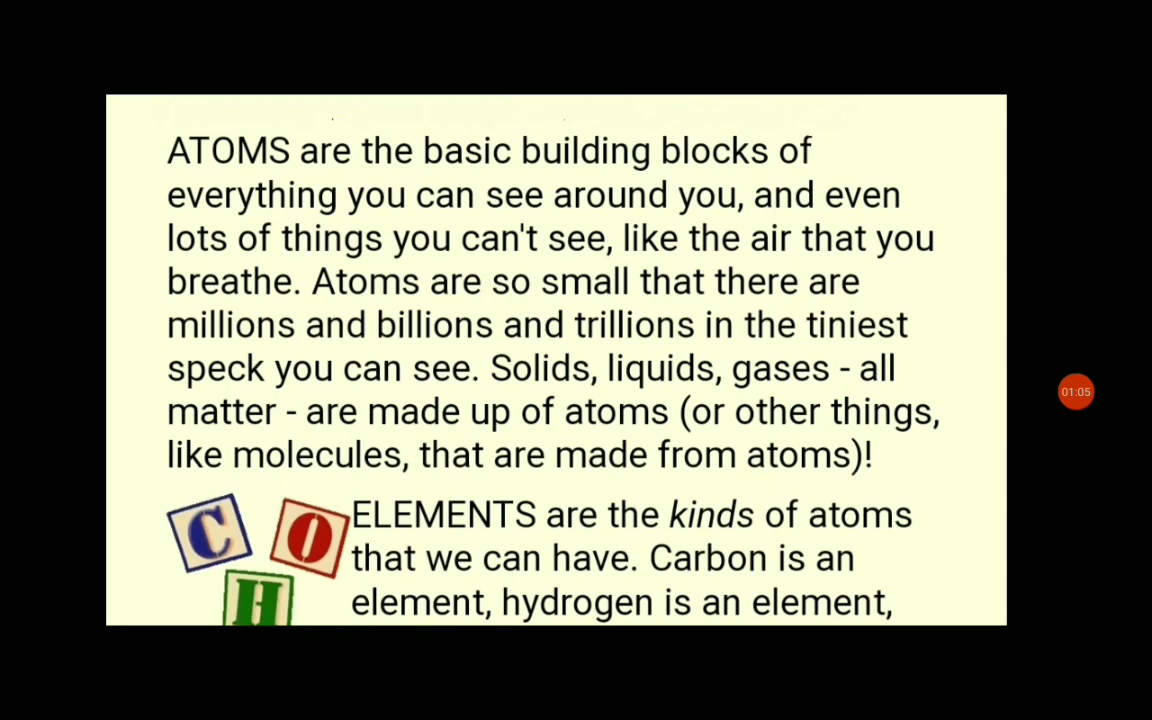 ATOMS are the basic building blocks of
everything you can see around you, and even
lots of things you can't see, like the air that you
breathe. Atoms are so small that there are
millions and billions and trillions in the tiniest
speck you can see. Solids, liquids, gases - all
matter - are made up of atoms (or other things,
like molecules, that are made from atoms)!
C O
H
ELEMENTS are the kinds of atoms
that we can have. Carbon is an
element, hydrogen is an element,
01:05